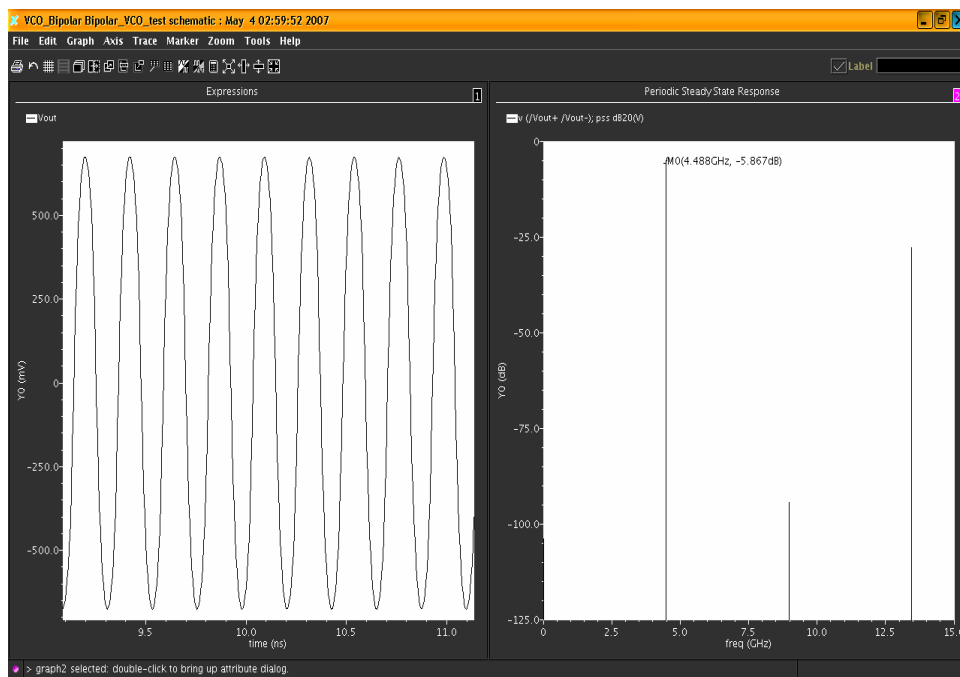 VCO_Bipolar Bipolar_VCO_test schematic : May 4 02:59:52 2007
File Edit Graph Axis Trace Marker Zoom Tools Help
Label
Expressions
1
Vout
500.0
250.0
0
-250.0
-500.0
Y0 (mV)
9.5
10.0
10.5
11.0
time (ns)
Periodic Steady State Response
2
v (/Vout+ /Vout-); pss dB20(V)
M0(4.488GHz, -5.867dB)
0
-25.0
-50.0
-75.0
-100.0
-125.0
Y0 (dB)
0
2.5
5.0
7.5
10.0
12.5
15.0
freq (GHz)
> graph2 selected: double-click to bring up attribute dialog.